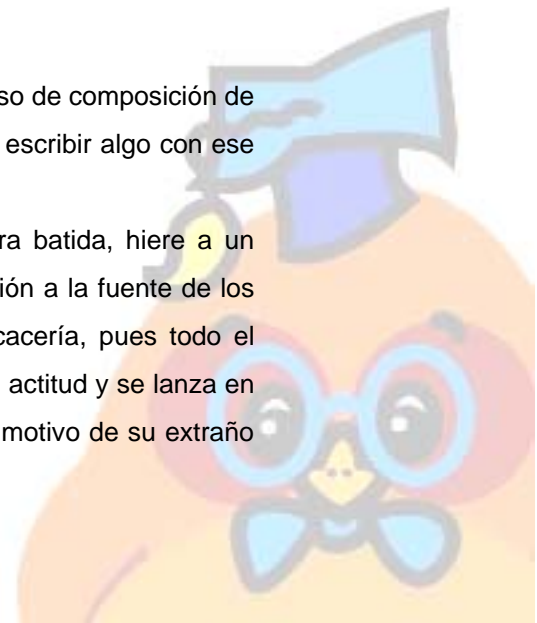 so de composición de
escribir algo con ese
ra batida, hiere a un
ión a la fuente de los
cacería, pues todo el
actitud y se lanza en
motivo de su extraño